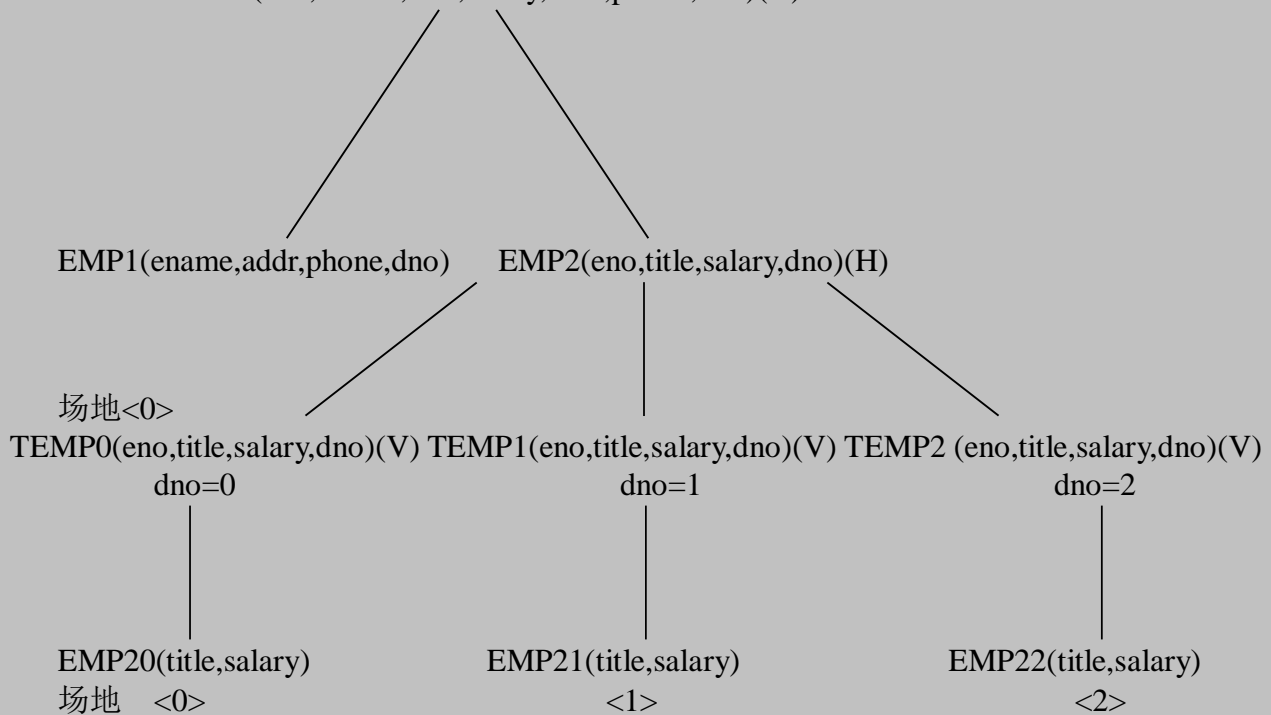 EMP1(ename,addr,phone,dno) EMP2(eno,title,salary,dno)(H)
场地<0>
TEMP0(eno,title,salary,dno)(V) TEMP1(eno,title,salary,dno)(V) TEMP2 (eno,title,salary,dno)(V)
dno=0 dno=1 dno=2
EMP20(title,salary) EMP21(title,salary) EMP22(title,salary)
场地 <0> <1> <2>